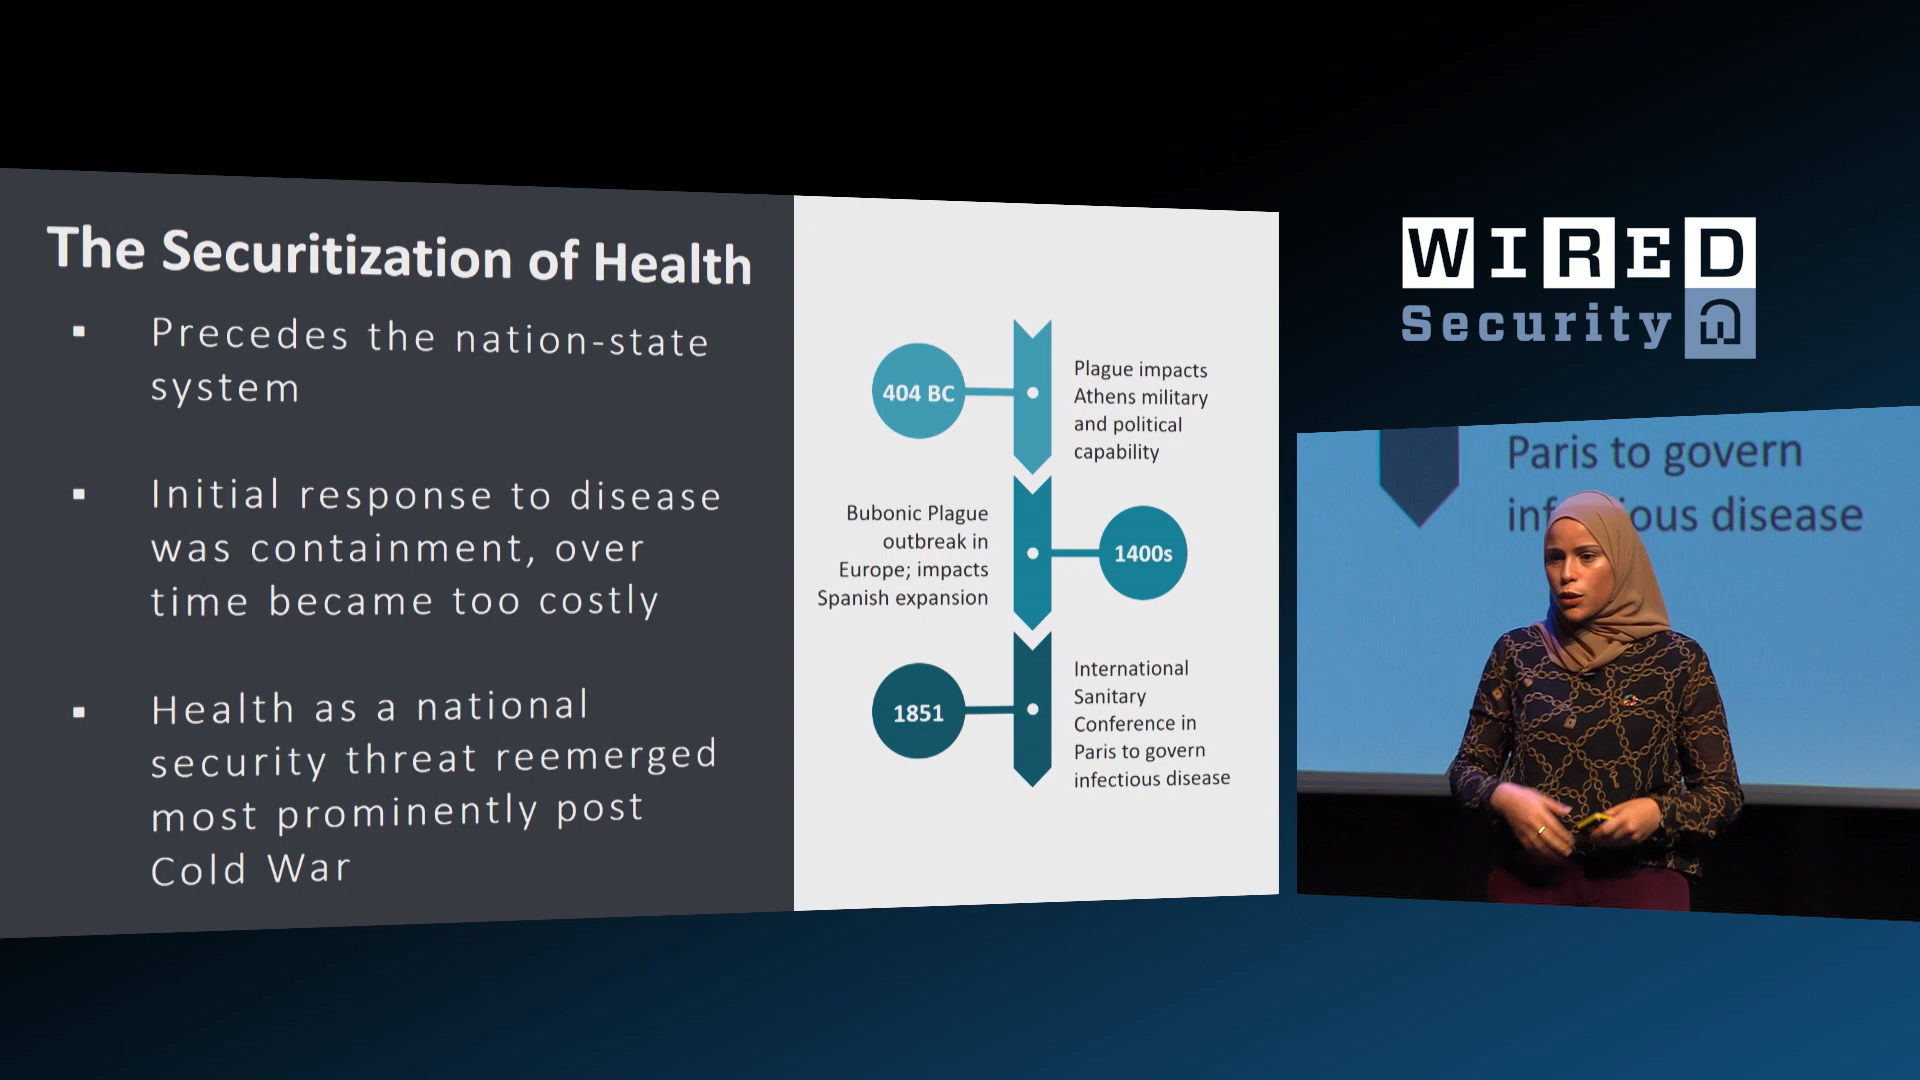 The Securitization of Health
▪ Precedes the nation-state
system
▪ Initial response to disease
was containment, over
time became too costly
▪ Health as a national
security threat reemerged
most prominently post
Cold War
404 BC
Plague impacts
Athens military
and political
capability
Bubonic Plague
outbreak in
Europe; impacts
Spanish expansion
1400s
1851
International
Sanitary
Conference in
Paris to govern
infectious disease
WIRED
Security
Paris to govern
inf ous disease